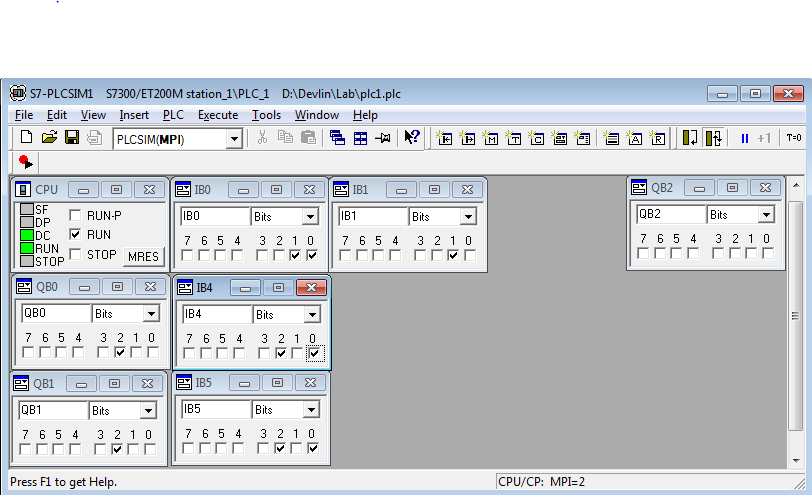 S7-PLCSIM1 S7300/ET200M station_1\PLC_1 D:\Devlin\Lab\plc1.plc
File Edit View Insert PLC Execute Tools Window Help
PLCSIM(MPI) +1 T=0
CPU
SF
DP
DC
RUN
STOP
RUN-P
RUN
STOP
MRES
IB0
IB0 Bits
7 6 5 4 3 2 1 0
IB1
IB1 Bits
7 6 5 4 3 2 1 0
QB2
QB2 Bits
7 6 5 4 3 2 1 0
QB0
QB0 Bits
7 6 5 4 3 2 1 0
IB4
IB4 Bits
7 6 5 4 3 2 1 0
QB1
QB1 Bits
7 6 5 4 3 2 1 0
IB5
IB5 Bits
7 6 5 4 3 2 1 0
Press F1 to get Help. CPU/CP: MPI=2